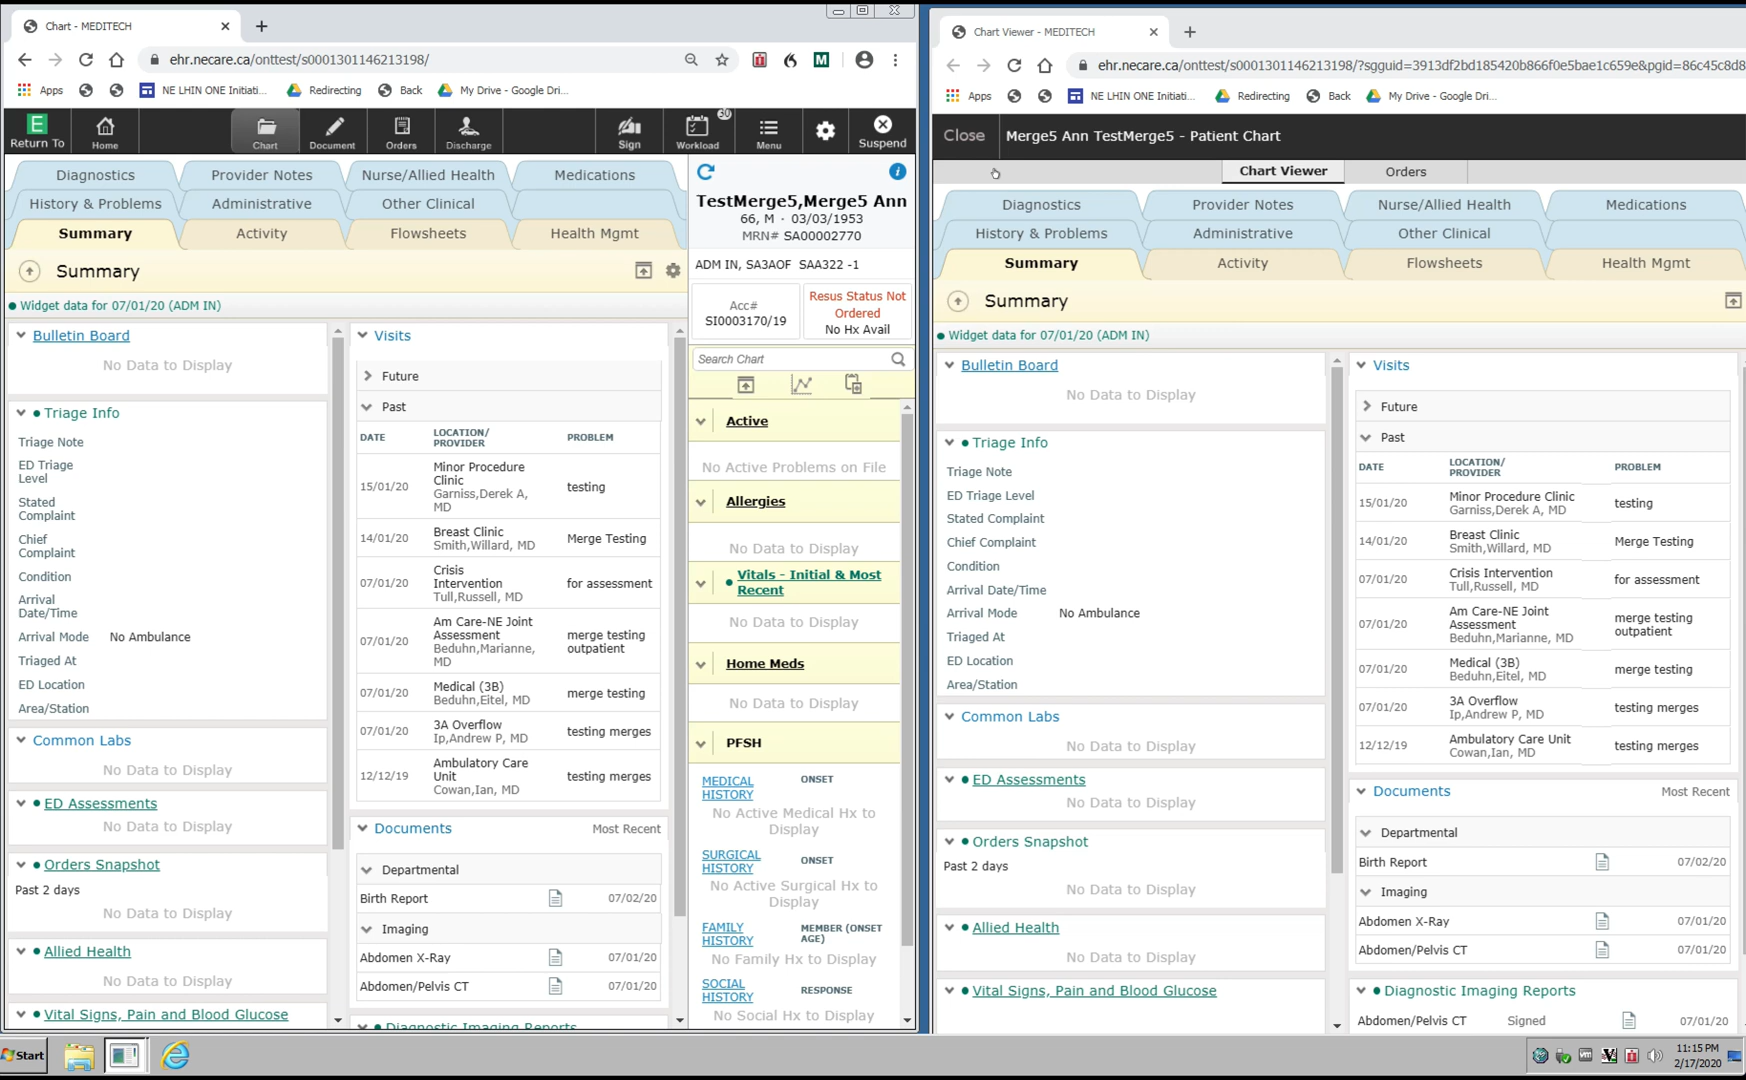 Chart - MEDITECH
ehr.necare.ca/onttest/s0001301146213198/
M
Apps
NE LHIN ONE Initiati...
Redirecting
Back
My Drive - Google Dri...
E
Return To
Home
Chart
Document
Orders
Discharge
Sign
30
Workload
Menu
Suspend
Diagnostics
Provider Notes
Nurse/Allied Health
Medications
History & Problems
Administrative
Other Clinical
Summary
Activity
Flowsheets
Health Mgmt
Summary
Widget data for 07/01/20 (ADM IN)
Bulletin Board
No Data to Display
Triage Info
Triage Note
ED Triage
Level
Stated
Complaint
Chief
Complaint
Condition
Arrival
Date/Time
Arrival Mode No Ambulance
Triaged At
ED Location
Area/Station
Common Labs
No Data to Display
ED Assessments
No Data to Display
Orders Snapshot
Past 2 days
No Data to Display
Allied Health
No Data to Display
Vital Signs, Pain and Blood Glucose
Visits
Future
Past
DATE LOCATION/ PROBLEM
PROVIDER
Minor Procedure
Clinic
15/01/20 testing
Garniss,Derek A,
MD
Breast Clinic
14/01/20 Merge Testing
Smith,Willard, MD
Crisis
07/01/20 Intervention for assessment
Tull,Russell, MD
Am Care-NE Joint
Assessment merge testing
07/01/20
Beduhn,Marianne, outpatient
MD
Medical (3B)
07/01/20 merge testing
Beduhn,Eitel, MD
3A Overflow
07/01/20 testing merges
Ip,Andrew P, MD
Ambulatory Care
12/12/19 Unit testing merges
Cowan,Ian, MD
Documents Most Recent
Departmental
Birth Report 07/02/20
Imaging
Abdomen X-Ray 07/01/20
Abdomen/Pelvis CT 07/01/20
Diagnostic Imaging Reports
TestMerge5,Merge5 Ann
66, M · 03/03/1953
MRN# SA00002770
ADM IN, SA3AOF SAA322 -1
Acc#
SI0003170/19
Resus Status Not
Ordered
No Hx Avail
Search Chart
Active
No Active Problems on File
Allergies
No Data to Display
Vitals - Initial & Most
Recent
No Data to Display
Home Meds
No Data to Display
PFSH
MEDICAL ONSET
HISTORY
No Active Medical Hx to
Display
SURGICAL ONSET
HISTORY
No Active Surgical Hx to
Display
FAMILY MEMBER (ONSET
HISTORY AGE)
No Family Hx to Display
SOCIAL RESPONSE
HISTORY
No Social Hx to Display
Chart Viewer - MEDITECH
ehr.necare.ca/onttest/s0001301146213198/?sgguid=3913df2bd185420b866f0e5bae1c659e&pgid=86c45c8d8
Apps
NE LHIN ONE Initiati...
Redirecting
Back
My Drive - Google Dri...
Close
Merge5 Ann TestMerge5 - Patient Chart
Chart Viewer
Orders
Diagnostics
Provider Notes
Nurse/Allied Health
Medications
History & Problems
Administrative
Other Clinical
Summary
Activity
Flowsheets
Health Mgmt
Summary
Widget data for 07/01/20 (ADM IN)
Bulletin Board
No Data to Display
Triage Info
Triage Note
ED Triage Level
Stated Complaint
Chief Complaint
Condition
Arrival Date/Time
Arrival Mode No Ambulance
Triaged At
ED Location
Area/Station
Common Labs
No Data to Display
ED Assessments
No Data to Display
Orders Snapshot
Past 2 days
No Data to Display
Allied Health
No Data to Display
Vital Signs, Pain and Blood Glucose
Visits
Future
Past
DATE LOCATION/ PROBLEM
PROVIDER
15/01/20 Minor Procedure Clinic testing
Garniss,Derek A, MD
14/01/20 Breast Clinic Merge Testing
Smith,Willard, MD
07/01/20 Crisis Intervention for assessment
Tull,Russell, MD
Am Care-NE Joint merge testing
07/01/20 Assessment outpatient
Beduhn,Marianne, MD
07/01/20 Medical (3B) merge testing
Beduhn,Eitel, MD
07/01/20 3A Overflow testing merges
Ip,Andrew P, MD
12/12/19 Ambulatory Care Unit testing merges
Cowan,Ian, MD
Documents Most Recent
Departmental
Birth Report 07/02/20
Imaging
Abdomen X-Ray 07/01/20
Abdomen/Pelvis CT 07/01/20
Diagnostic Imaging Reports
Abdomen/Pelvis CT Signed 07/01/20
Start
11:15 PM
2/17/2020